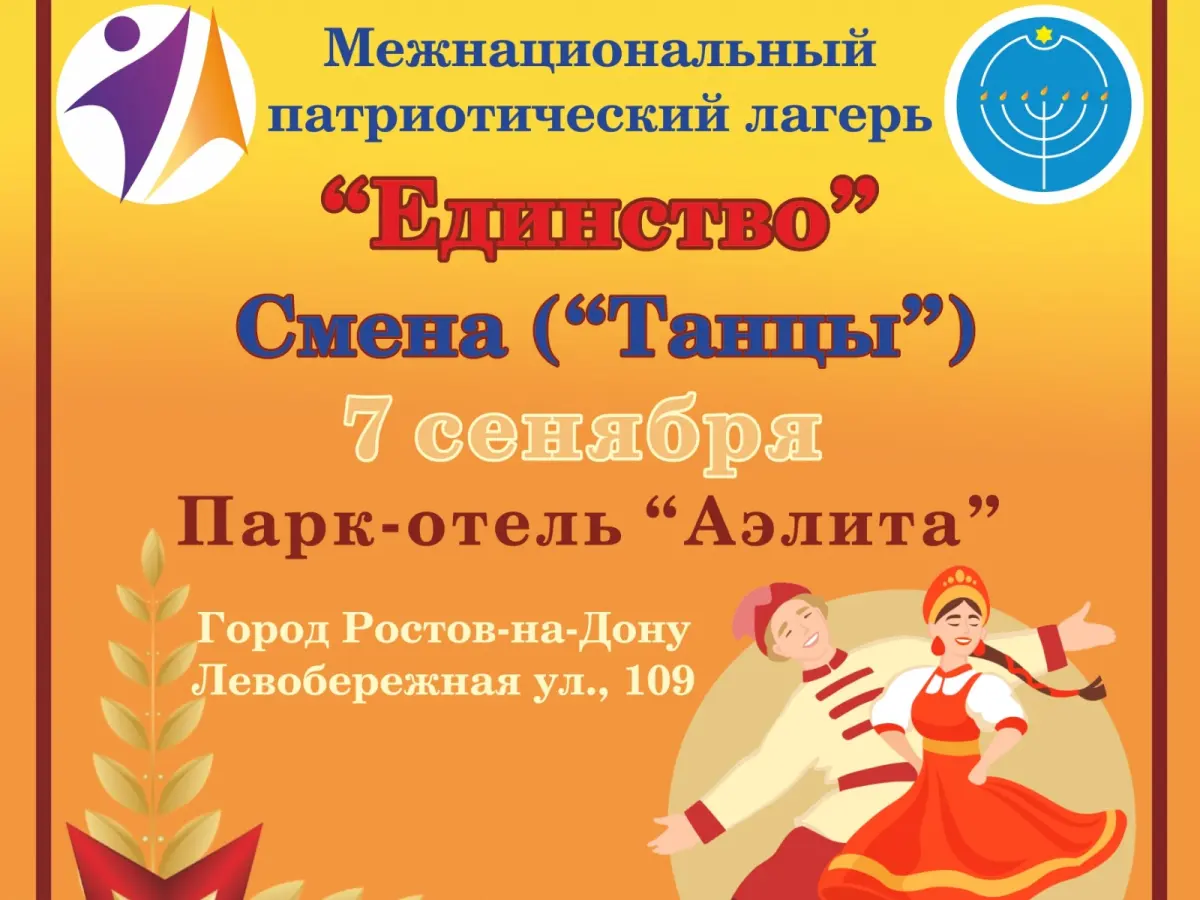 Межнациональный
патриотический лагерь
“Единство”
Смена (“Танцы”)
7 сенября
Парк-отель “Аэлита”
Город Ростов-на-Дону
Левобережная ул., 109